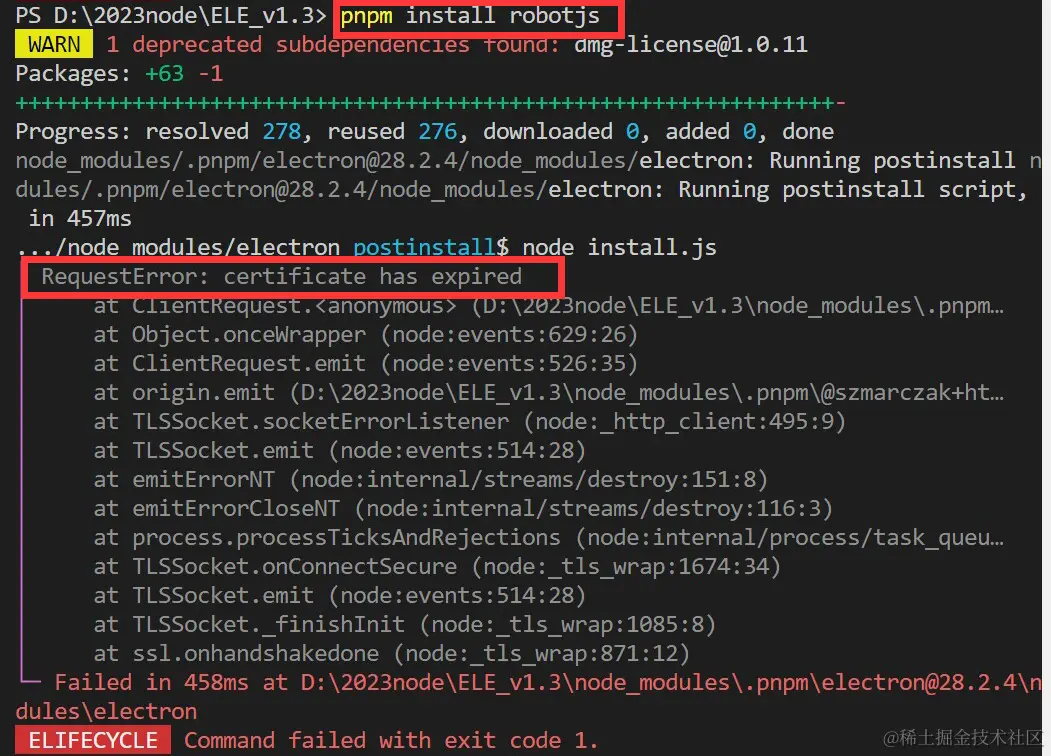 PS D:\2023node\ELE_v1.3> pnpm install robotjs
WARN 1 deprecated subdependencies found: dmg-license@1.0.11
Packages: +63 -1
+++++++++++++++++++++++++++++++++++++++++++++++++++++++++++++++-
Progress: resolved 278, reused 276, downloaded 0, added 0, done
node_modules/.pnpm/electron@28.2.4/node_modules/electron: Running postinstall n
dules/.pnpm/electron@28.2.4/node_modules/electron: Running postinstall script,
in 457ms
.../node_modules/electron postinstall$ node install.js
RequestError: certificate has expired
at ClientRequest.<anonymous> (D:\2023node\ELE_v1.3\node_modules\.pnpm…
at Object.onceWrapper (node:events:629:26)
at ClientRequest.emit (node:events:526:35)
at origin.emit (D:\2023node\ELE_v1.3\node_modules\.pnpm\@szmarczak+ht…
at TLSSocket.socketErrorListener (node:_http_client:495:9)
at TLSSocket.emit (node:events:514:28)
at emitErrorNT (node:internal/streams/destroy:151:8)
at emitErrorCloseNT (node:internal/streams/destroy:116:3)
at process.processTicksAndRejections (node:internal/process/task_queu…
at TLSSocket.onConnectSecure (node:_tls_wrap:1674:34)
at TLSSocket.emit (node:events:514:28)
at TLSSocket._finishInit (node:_tls_wrap:1085:8)
at ssl.onhandshakedone (node:_tls_wrap:871:12)
Failed in 458ms at D:\2023node\ELE_v1.3\node_modules\.pnpm\electron@28.2.4\n
dules\electron
ELIFECYCLE Command failed with exit code 1.
@稀土掘金技术社区